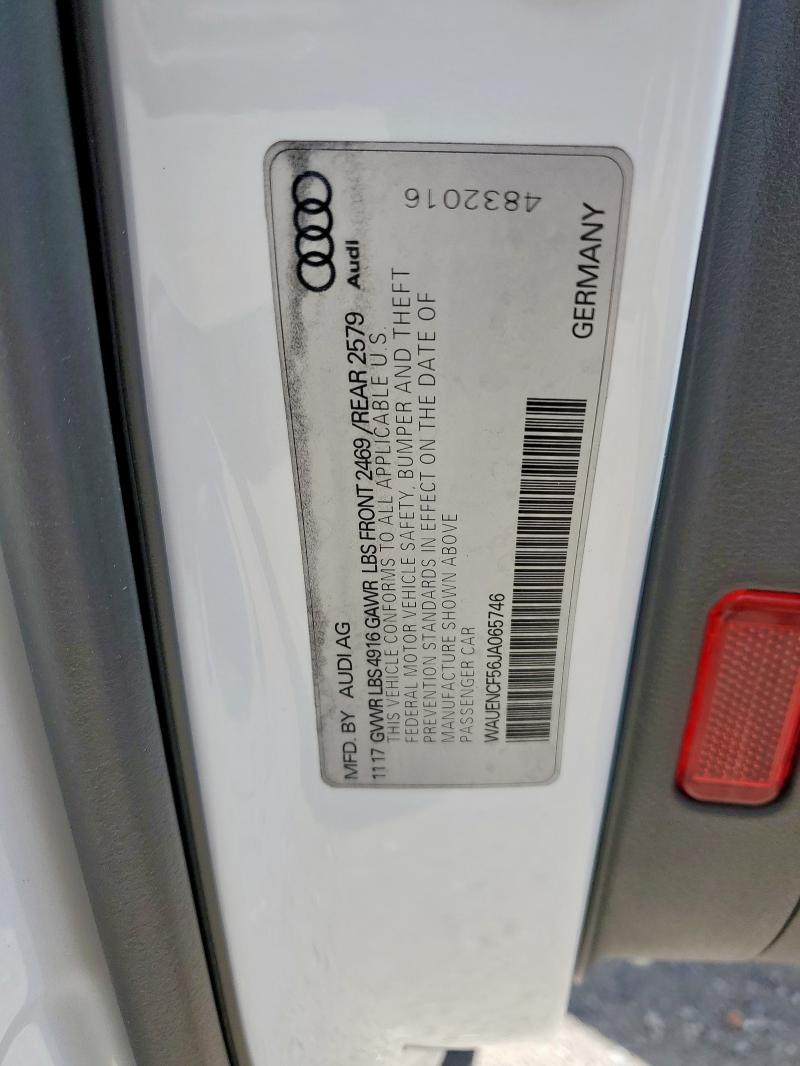 MFD. BY AUDI AG
Audi
1117 GVWR LBS 4916 GAWR LBS FRONT 2469 /REAR 2579
THIS VEHICLE CONFORMS TO ALL APPLICABLE U.S.
FEDERAL MOTOR VEHICLE SAFETY, BUMPER AND THEFT
PREVENTION STANDARDS IN EFFECT ON THE DATE OF
MANUFACTURE SHOWN ABOVE
PASSENGER CAR
WAUENCF56JA065746
GERMANY
4832016